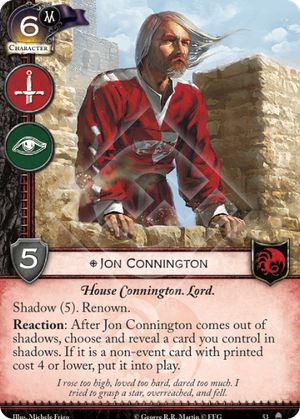 6
CHARACTER
5
Jon Connington
House Connington. Lord.
Shadow (5). Renown.
Reaction: After Jon Connington comes out of
shadows, choose and reveal a card you control in
shadows. If it is a non-event card with printed
cost 4 or lower, put it into play.
I rose too high, loved too hard, dared too much. I
tried to grasp a star, overreached, and fell.
Illus. Michele Frigo
© George R.R. Martin © FFG
53